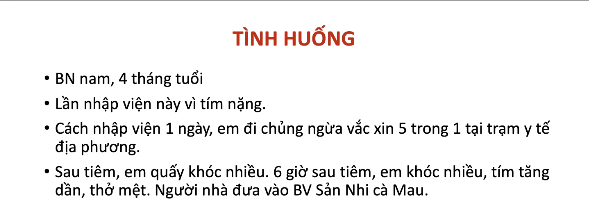 TÌNH HUỐNG
• BN nam, 4 tháng tuổi
• Lần nhập viện này vì tím nặng.
• Cách nhập viện 1 ngày, em đi chủng ngừa vắc xin 5 trong 1 tại trạm y tế
địa phương.
• Sau tiêm, em quấy khóc nhiều. 6 giờ sau tiêm, em khóc nhiều, tím tăng
dần, thở mệt. Người nhà đưa vào BV Sản Nhi cà Mau.